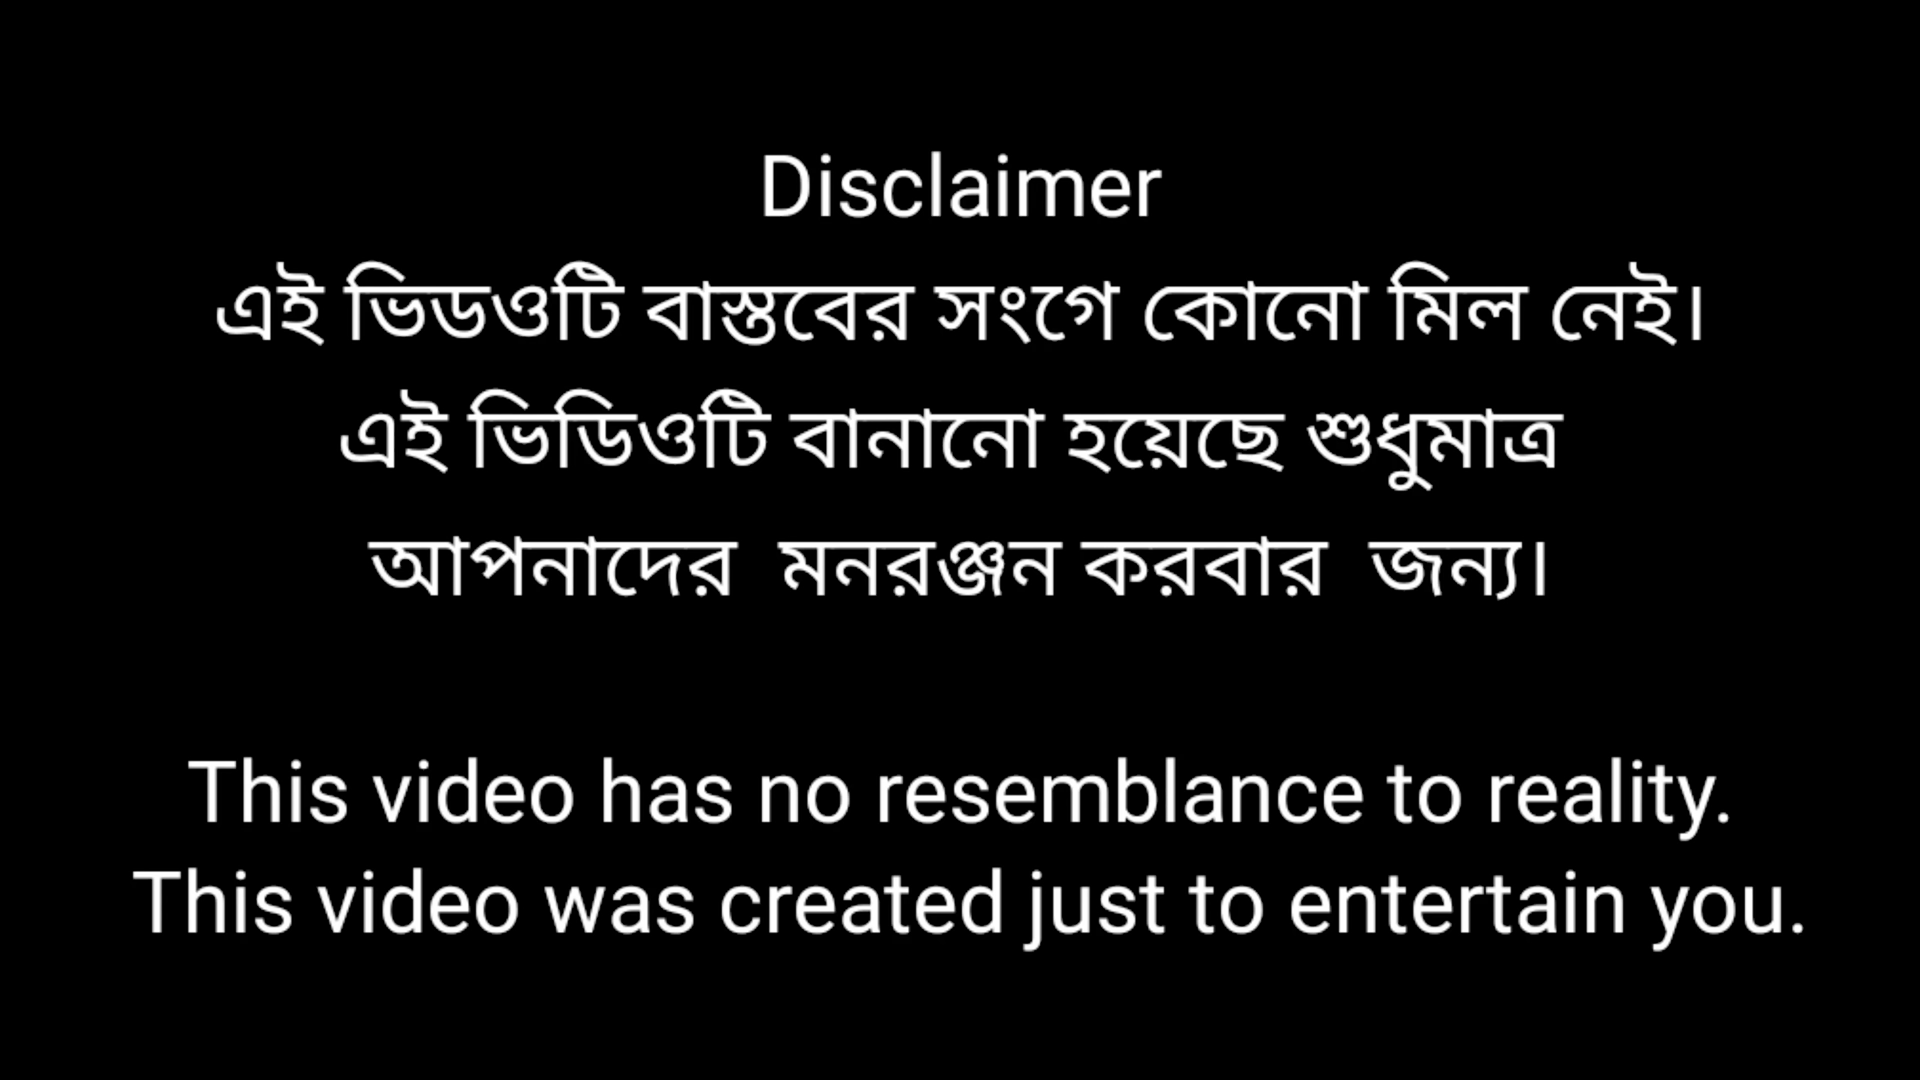 Disclaimer
এই ভিডওটি বাস্তবের সংগে কোনো মিল নেই।
এই ভিডিওটি বানানো হয়েছে শুধুমাত্র
আপনাদের মনরঞ্জন করবার জন্য।
This video has no resemblance to reality.
This video was created just to entertain you.